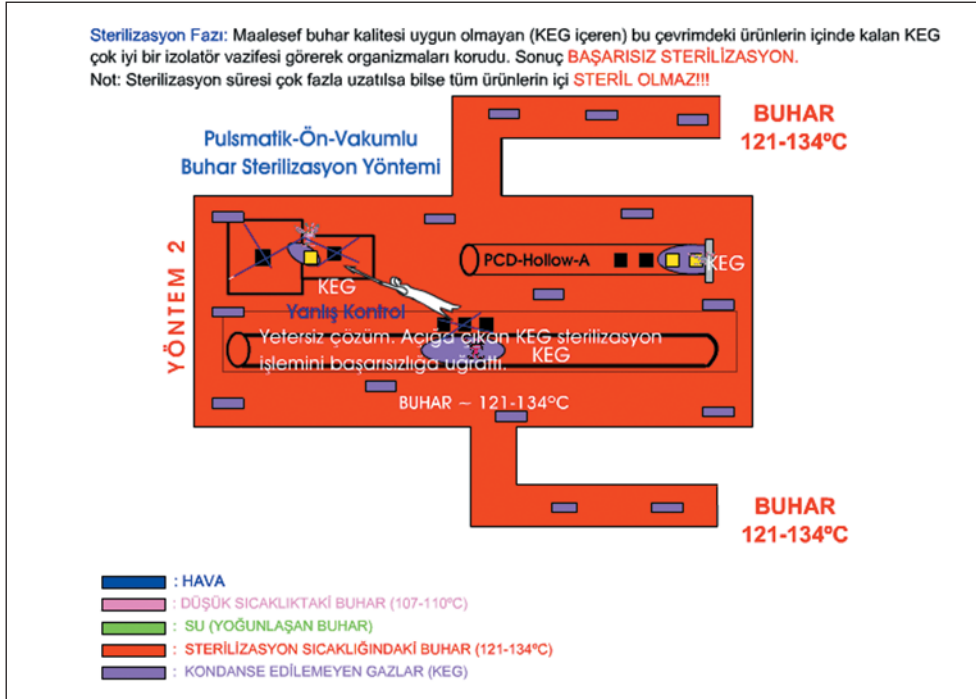 Sterilizasyon Fazı: Maalesef buhar kalitesi uygun olmayan (KEG içeren) bu çevrimdeki ürünlerin içinde kalan KEG
çok iyi bir izolatör vazifesi görerek organizmaları korudu. Sonuç BAŞARISIZ STERİLİZASYON.
Not: Sterilizasyon süresi çok fazla uzatılsa bilse tüm ürünlerin içi STERİL OLMAZ!!!
BUHAR
121-134ºC
Pulsmatik-Ön-Vakumlu
Buhar Sterilizasyon Yöntemi
YÖNTEM 2
PCD-Hollow-A
KEG
KEG
Yanlış Kontrol
Yetersiz çözüm. Açığa çıkan KEG sterilizasyon
işlemini başarısızlığa uğrattı.
KEG
BUHAR ~ 121-134ºC
BUHAR
121-134ºC
: HAVA
: DÜŞÜK SICAKLIKTAKİ BUHAR (107-110ºC)
: SU (YOĞUNLAŞAN BUHAR)
: STERİLİZASYON SICAKLIĞINDAKİ BUHAR (121-134ºC)
: KONDANSE EDİLEMEYEN GAZLAR (KEG)